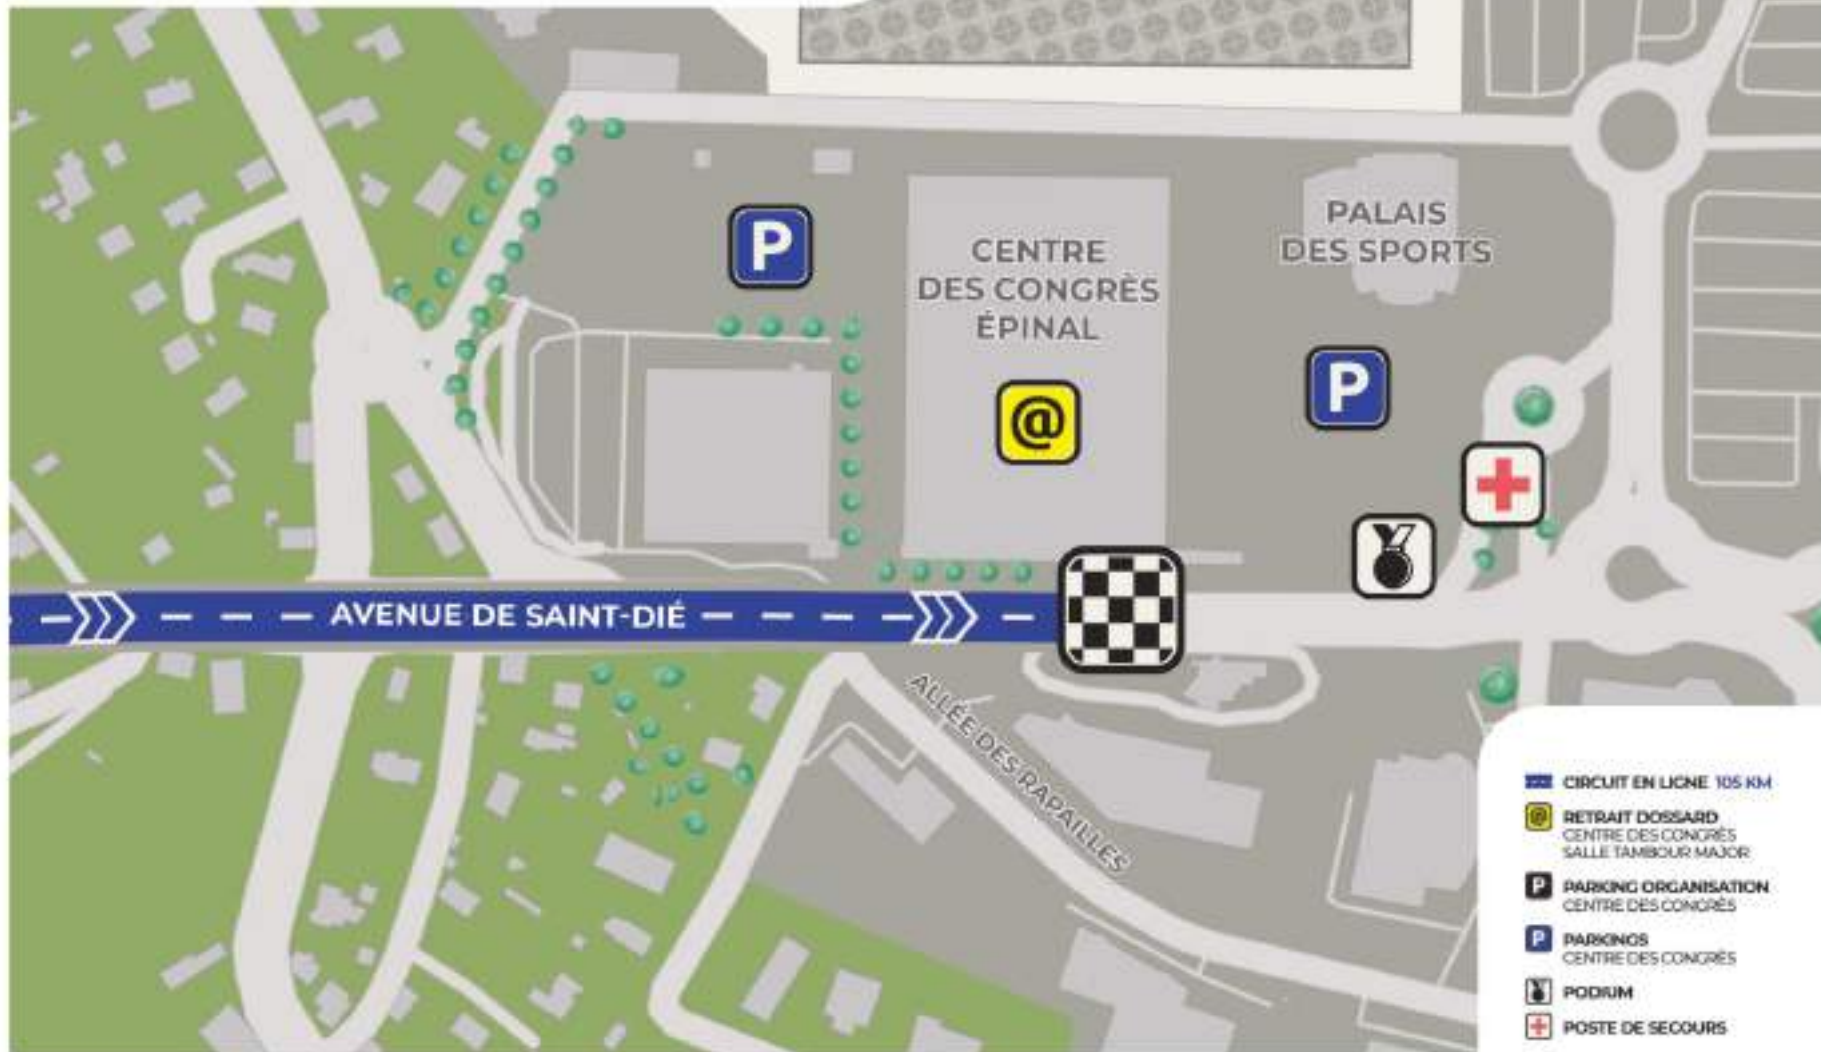 PALAIS
DES SPORTS
CENTRE
DES CONGRÈS
ÉPINAL
P
P
@
AVENUE DE SAINT-DIÉ
ALLÉE DES RAPAILLES
CIRCUIT EN LIGNE 105 KM
@ RETRAIT DOSSARD
CENTRE DES CONGRÈS
SALLE TAMBOUR MAJOR
P PARKING ORGANISATION
CENTRE DES CONGRÈS
P PARKINGS
CENTRE DES CONGRÈS
PODIUM
POSTE DE SECOURS